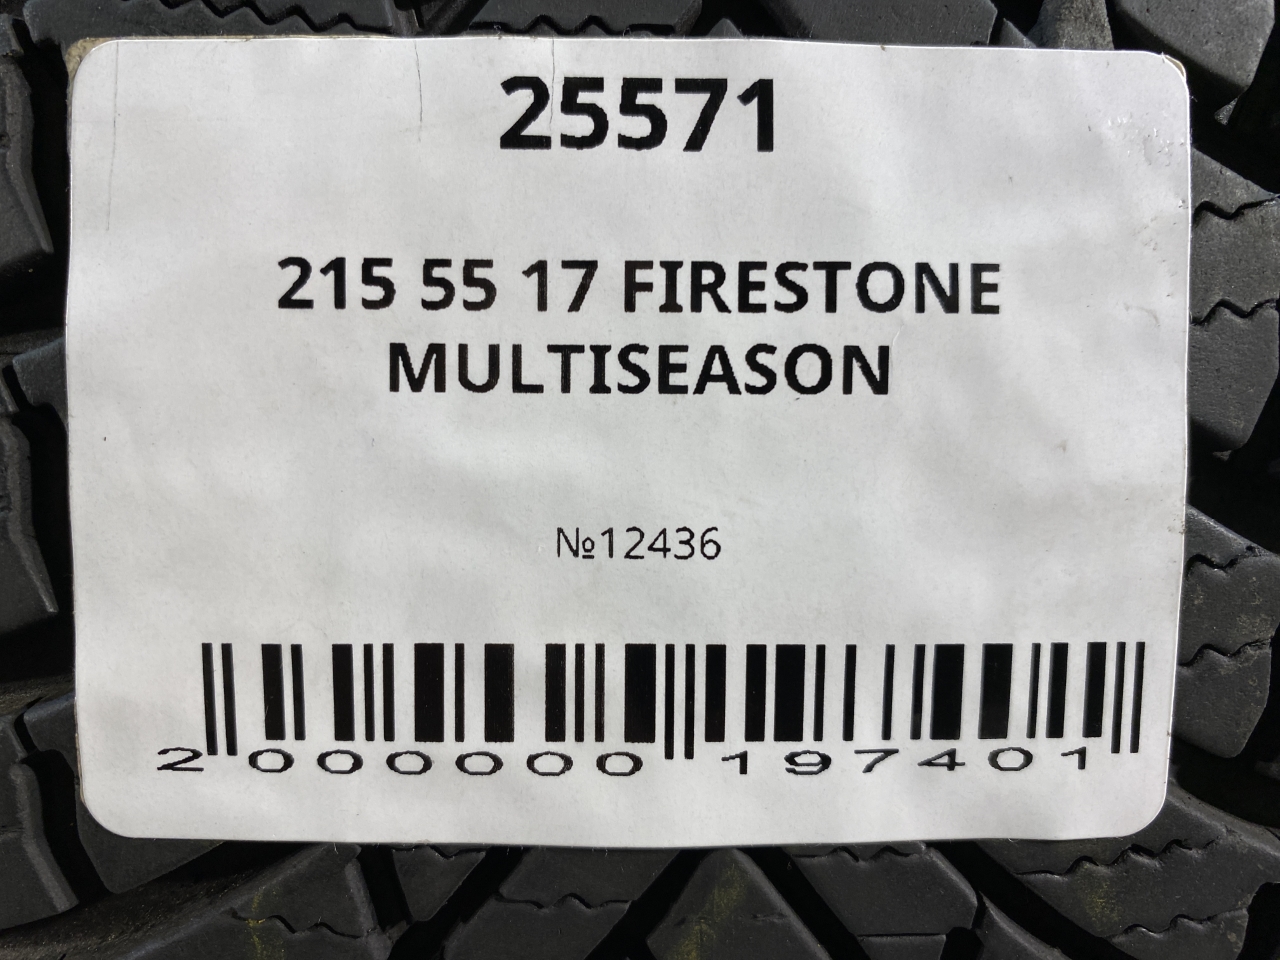 25571
215 55 17 FIRESTONE
MULTISEASON
№12436
2 000000 197401